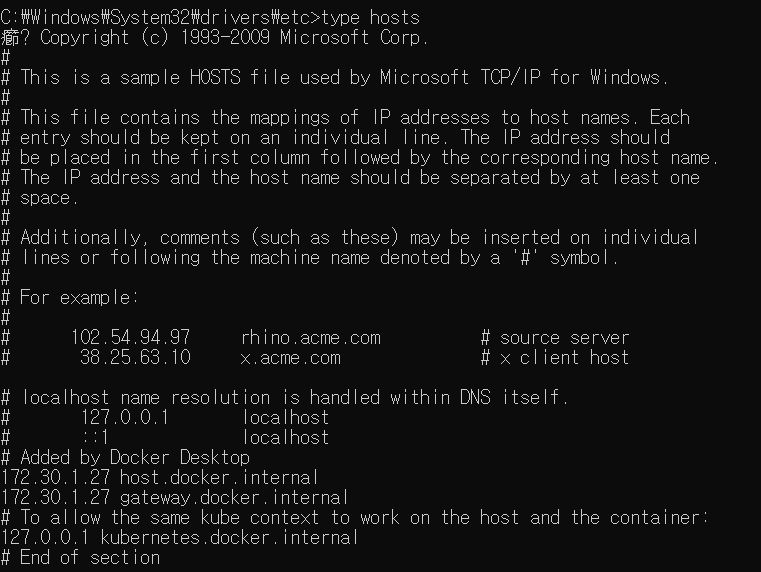 C:₩Windows₩System32₩drivers₩etc>type hosts
癤? Copyright (c) 1993-2009 Microsoft Corp.
#
# This is a sample HOSTS file used by Microsoft TCP/IP for Windows.
#
# This file contains the mappings of IP addresses to host names. Each
# entry should be kept on an individual line. The IP address should
# be placed in the first column followed by the corresponding host name.
# The IP address and the host name should be separated by at least one
# space.
#
# Additionally, comments (such as these) may be inserted on individual
# lines or following the machine name denoted by a '#' symbol.
#
# For example:
#
#      102.54.94.97     rhino.acme.com          # source server
#       38.25.63.10     x.acme.com              # x client host

# localhost name resolution is handled within DNS itself.
#       127.0.0.1       localhost
#       ::1             localhost
# Added by Docker Desktop
172.30.1.27 host.docker.internal
172.30.1.27 gateway.docker.internal
# To allow the same kube context to work on the host and the container:
127.0.0.1 kubernetes.docker.internal
# End of section